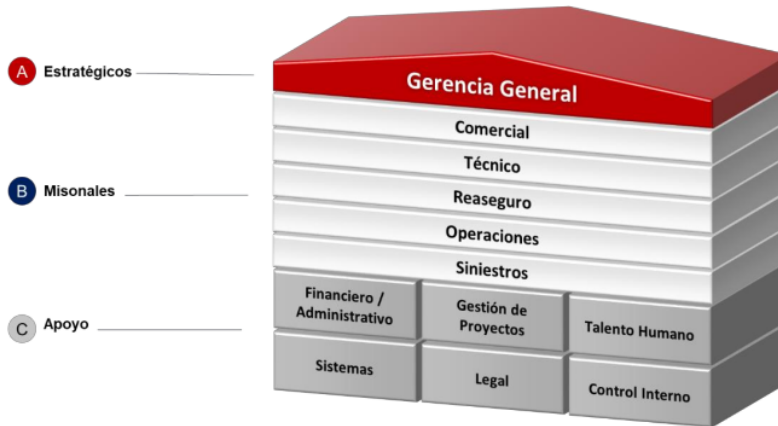 A Estratégicos
Gerencia General
Comercial
Técnico
B Misonales
Reaseguro
Operaciones
Siniestros
Financiero /
Administrativo
Gestión de
Proyectos
Talento Humano
C Apoyo
Sistemas
Legal
Control Interno